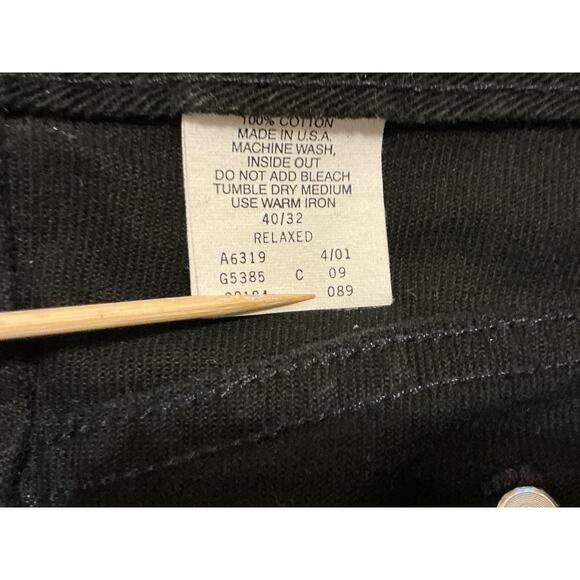 100% COTTON
MADE IN U.S.A.
MACHINE WASH,
INSIDE OUT
DO NOT ADD BLEACH
TUMBLE DRY MEDIUM
USE WARM IRON
40/32
RELAXED
A6319 4/01
G5385 C 09
089